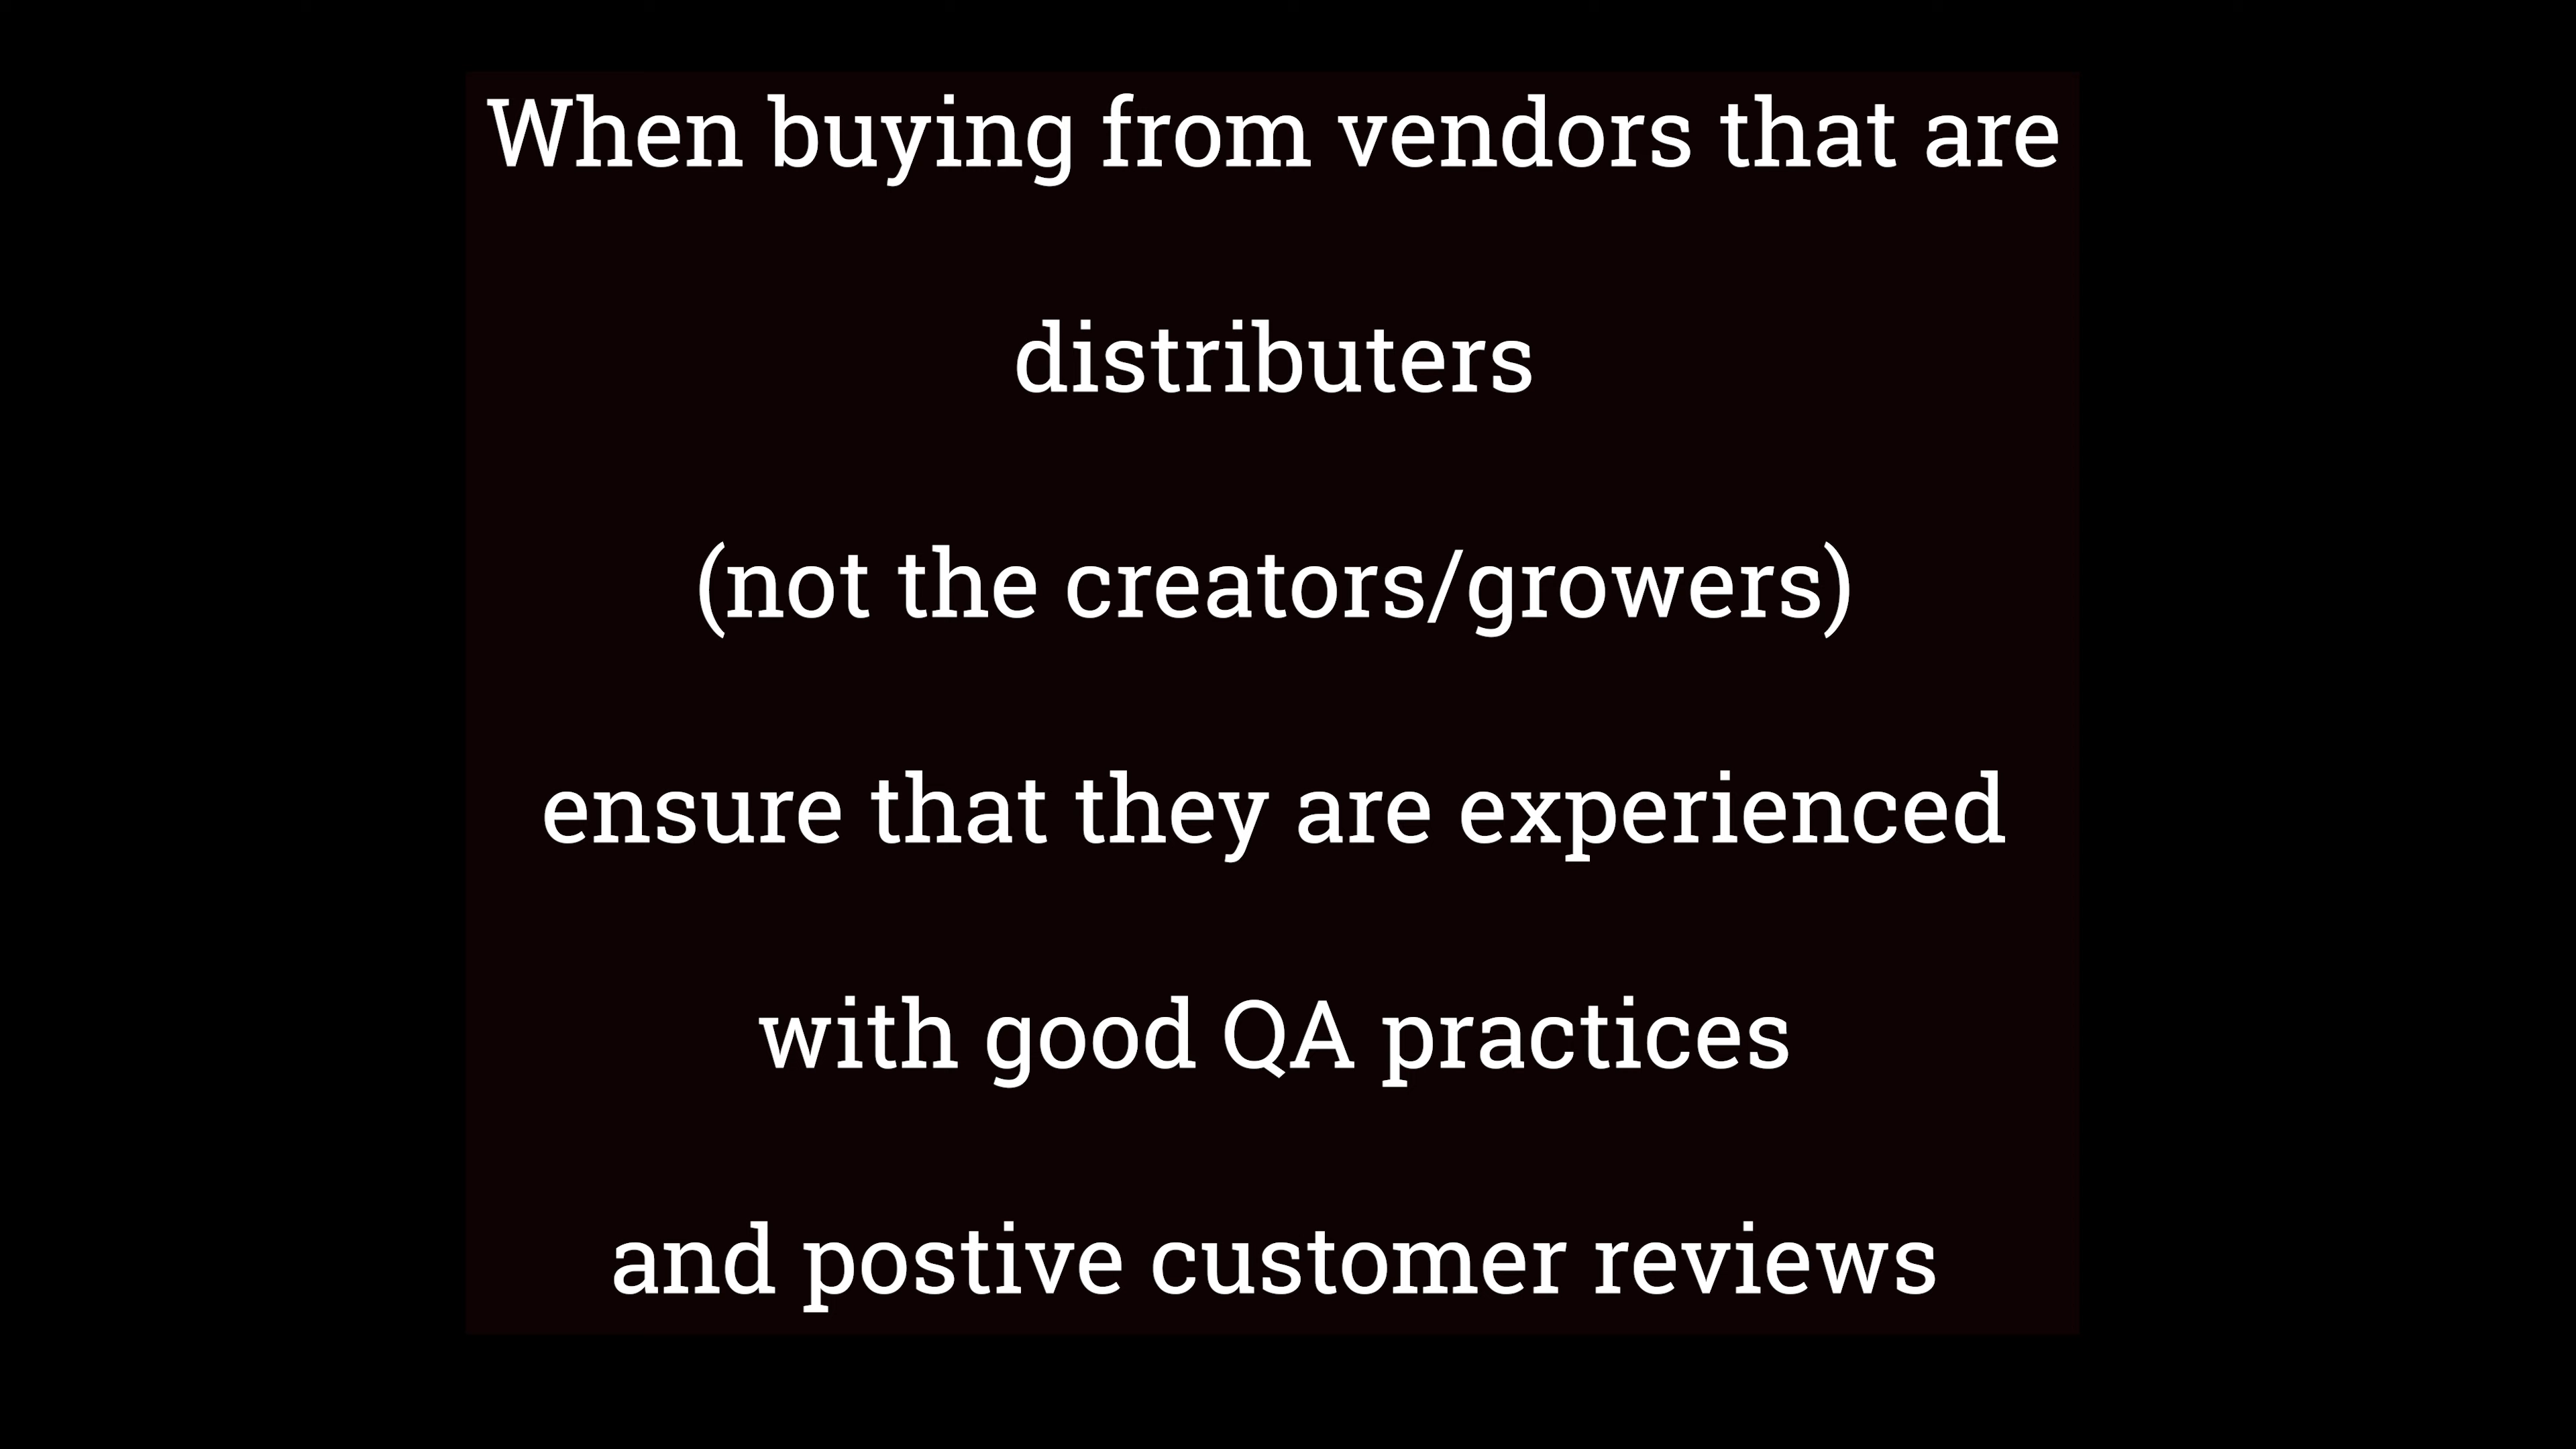 When buying from vendors that are
distributers
(not the creators/growers)
ensure that they are experienced
with good QA practices
and postive customer reviews